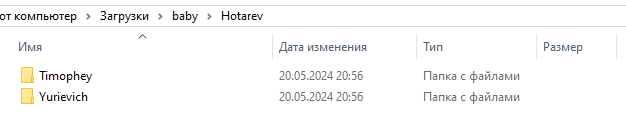 от компьютер > Загрузки > baby > Hotarev
Имя Дата изменения Тип Размер
Timophey 20.05.2024 20:56 Папка с файлами
Yurievich 20.05.2024 20:56 Папка с файлами